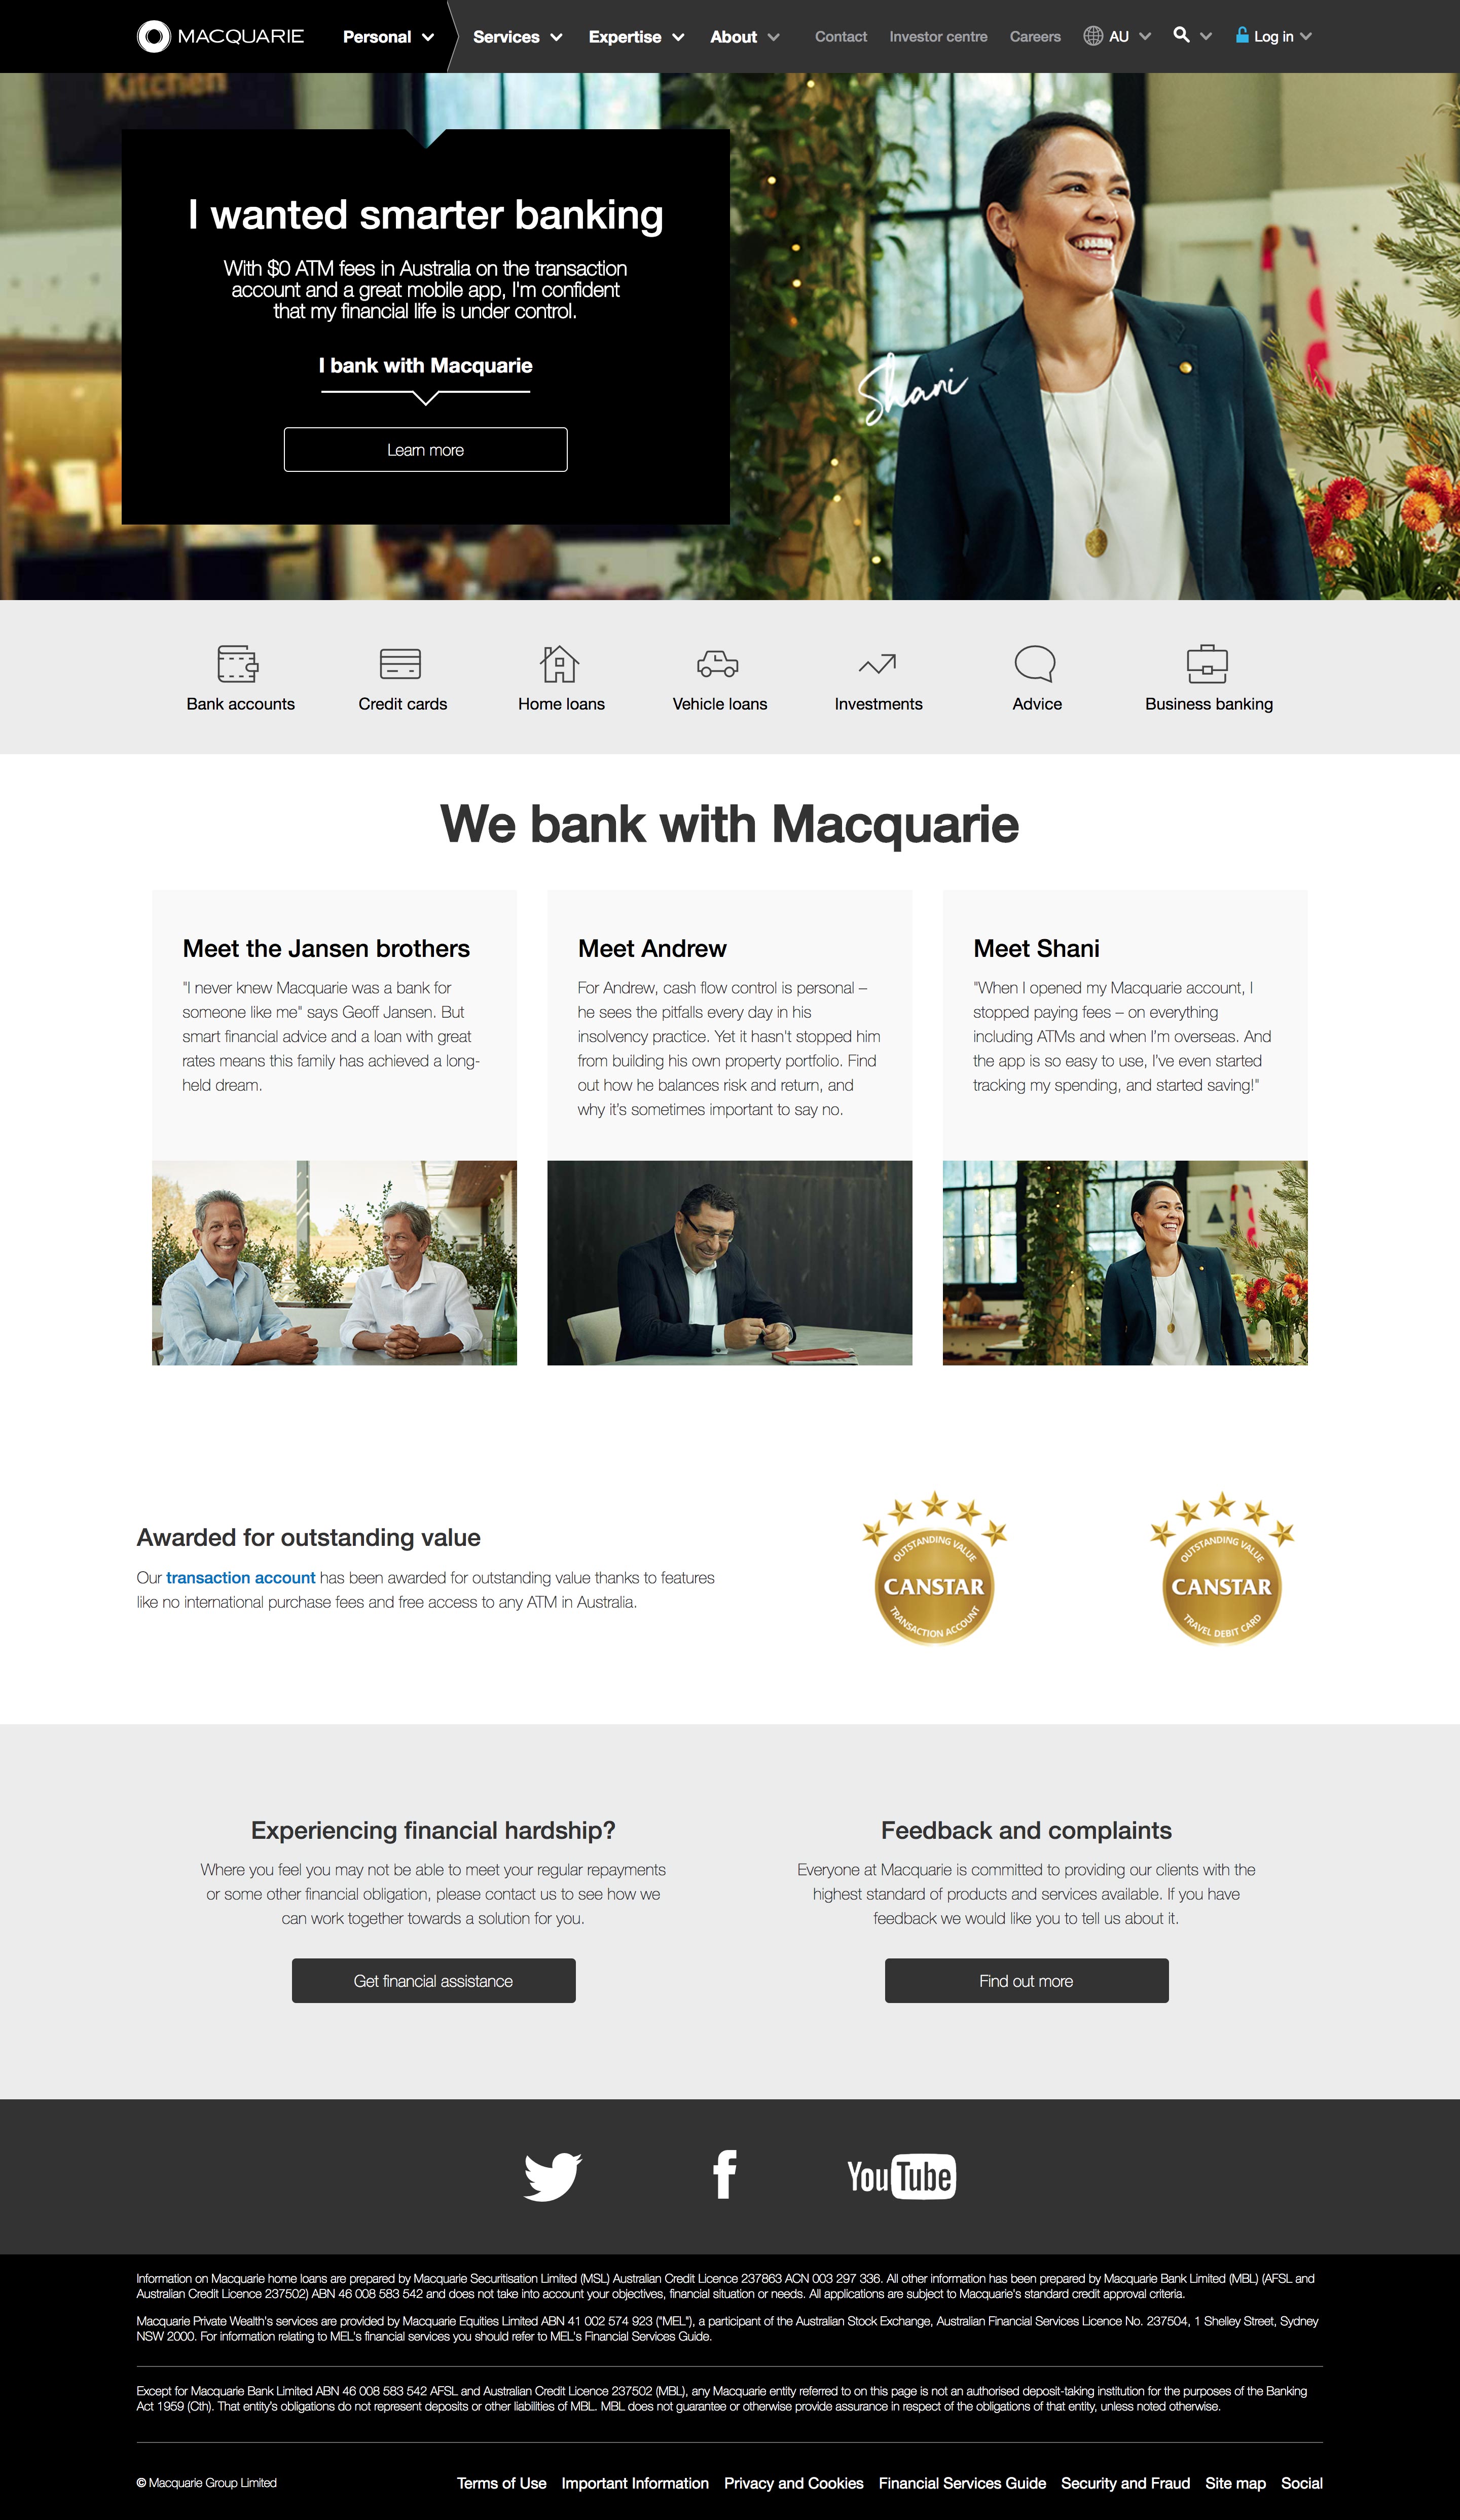 MACQUARIE
Personal
Services
Expertise
About
Contact
Investor centre
Careers
AU
Log in
Kitchen
I wanted smarter banking
With $0 ATM fees in Australia on the transaction
account and a great mobile app, I'm confident
that my financial life is under control.
I bank with Macquarie
Learn more
Shani
Bank accounts
Credit cards
Home loans
Vehicle loans
Investments
Advice
Business banking
We bank with Macquarie
Meet the Jansen brothers
"I never knew Macquarie was a bank for
someone like me" says Geoff Jansen. But
smart financial advice and a loan with great
rates means this family has achieved a long-
held dream.
Meet Andrew
For Andrew, cash flow control is personal –
he sees the pitfalls every day in his
insolvency practice. Yet it hasn't stopped him
from building his own property portfolio. Find
out how he balances risk and return, and
why it's sometimes important to say no.
Meet Shani
"When I opened my Macquarie account, I
stopped paying fees – on everything
including ATMs and when I'm overseas. And
the app is so easy to use, I've even started
tracking my spending, and started saving!"
Awarded for outstanding value
Our transaction account has been awarded for outstanding value thanks to features
like no international purchase fees and free access to any ATM in Australia.
OUTSTANDING VALUE
CANSTAR
TRANSACTION ACCOUNT
OUTSTANDING VALUE
CANSTAR
TRAVEL DEBIT CARD
Experiencing financial hardship?
Where you feel you may not be able to meet your regular repayments
or some other financial obligation, please contact us to see how we
can work together towards a solution for you.
Get financial assistance
Feedback and complaints
Everyone at Macquarie is committed to providing our clients with the
highest standard of products and services available. If you have
feedback we would like you to tell us about it.
Find out more
YouTube
Information on Macquarie home loans are prepared by Macquarie Securitisation Limited (MSL) Australian Credit Licence 237863 ACN 003 297 336. All other information has been prepared by Macquarie Bank Limited (MBL) (AFSL and
Australian Credit Licence 237502) ABN 46 008 583 542 and does not take into account your objectives, financial situation or needs. All applications are subject to Macquarie's standard credit approval criteria.
Macquarie Private Wealth's services are provided by Macquarie Equities Limited ABN 41 002 574 923 ("MEL"), a participant of the Australian Stock Exchange, Australian Financial Services Licence No. 237504, 1 Shelley Street, Sydney
NSW 2000. For information relating to MEL's financial services you should refer to MEL's Financial Services Guide.
Except for Macquarie Bank Limited ABN 46 008 583 542 AFSL and Australian Credit Licence 237502 (MBL), any Macquarie entity referred to on this page is not an authorised deposit-taking institution for the purposes of the Banking
Act 1959 (Cth). That entity's obligations do not represent deposits or other liabilities of MBL. MBL does not guarantee or otherwise provide assurance in respect of the obligations of that entity, unless noted otherwise.
© Macquarie Group Limited
Terms of Use
Important Information
Privacy and Cookies
Financial Services Guide
Security and Fraud
Site map
Social